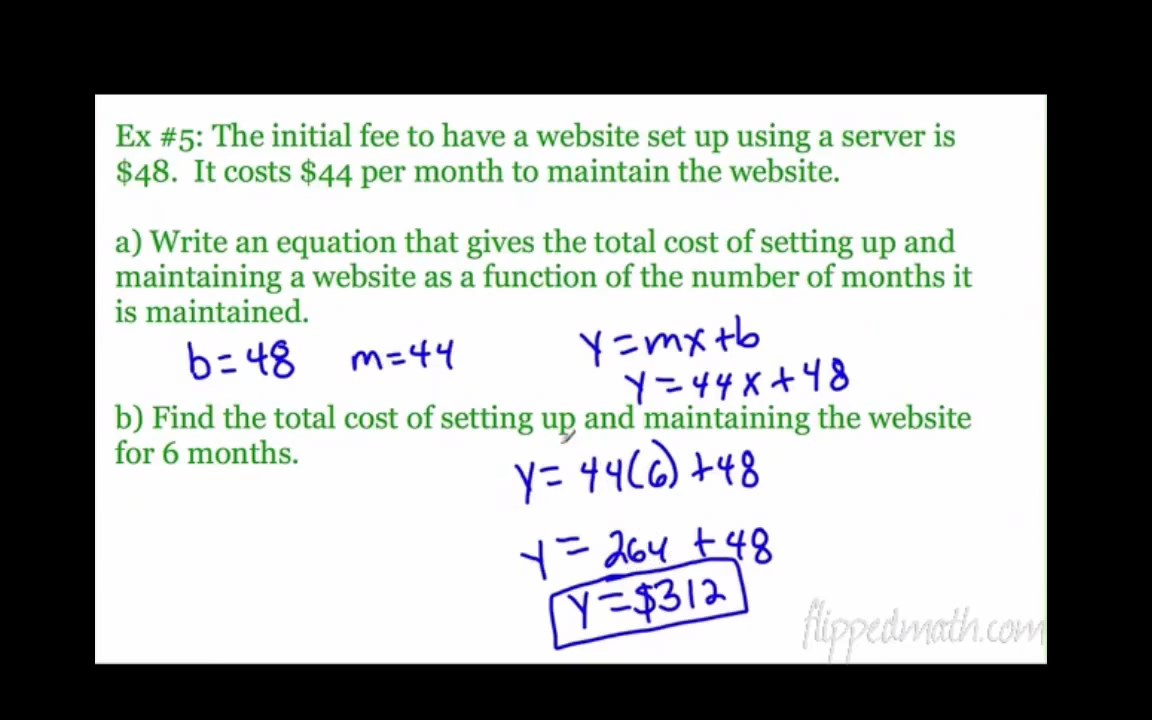 Ex #5: The initial fee to have a website set up using a server is
$48. It costs $44 per month to maintain the website.
a) Write an equation that gives the total cost of setting up and
maintaining a website as a function of the number of months it
is maintained.
b=48 m=44 y=mx+b
y=44x+48
b) Find the total cost of setting up and maintaining the website
for 6 months.
y=44(6)+48
y=264+48
y=$312
flippedmath.com